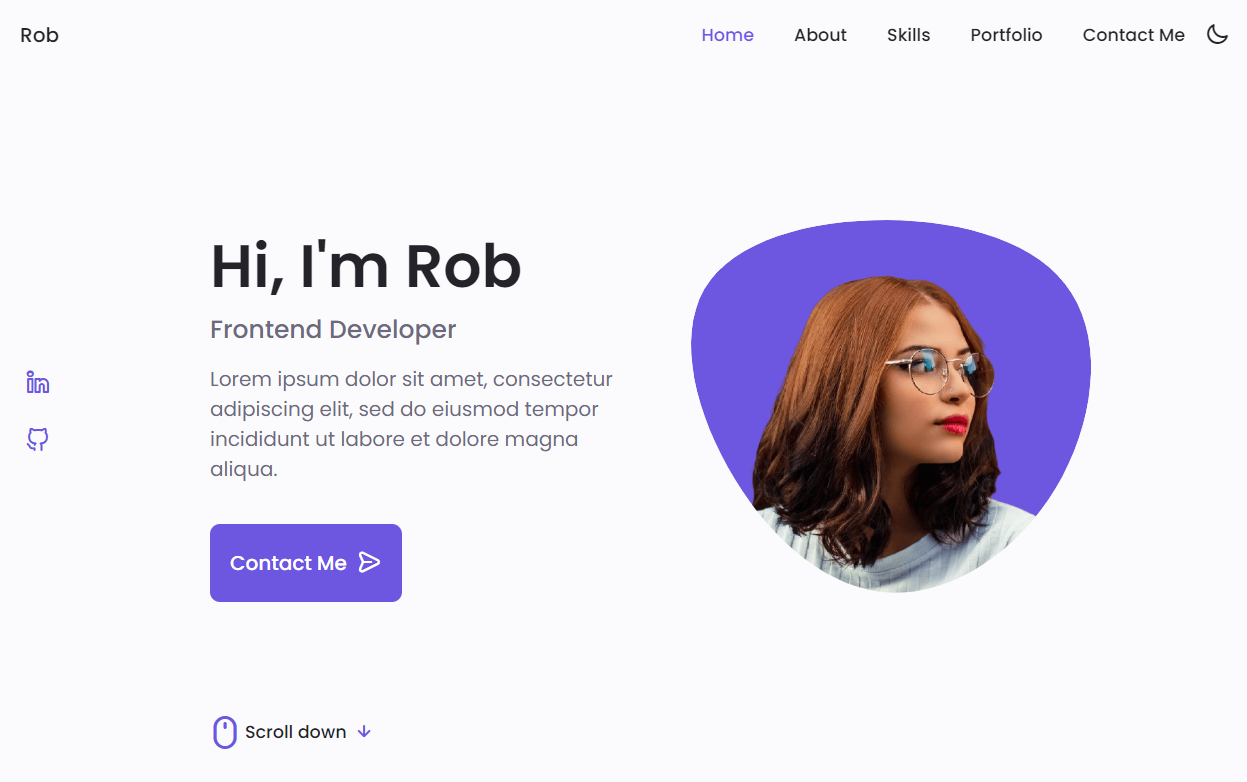 Rob
Home About Skills Portfolio Contact Me
Hi, I'm Rob
Frontend Developer
Lorem ipsum dolor sit amet, consectetur
adipiscing elit, sed do eiusmod tempor
incididunt ut labore et dolore magna
aliqua.
Contact Me
Scroll down